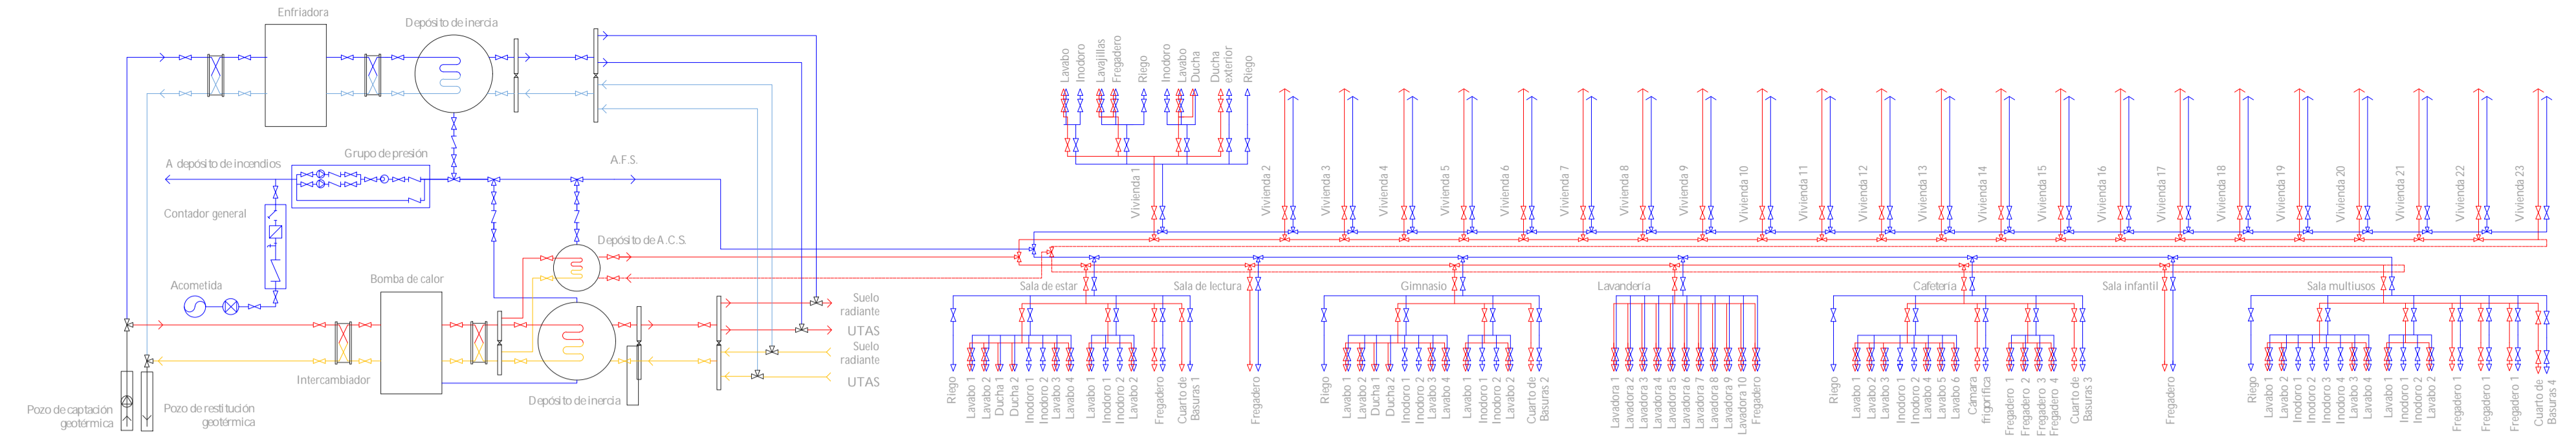 Enfriadora
Depósito de inercia
A depósito de incendios
Grupo de presión
A.F.S.
Contador general
Depósito de A.C.S.
Acometida
Bomba de calor
Intercambiador
Depósito de inercia
Suelo
radiante
UTAS
Suelo
radiante
UTAS
Pozo de captación
geotérmica
Pozo de restitución
geotérmica
Lavabo
Inodoro
Lavajillas
Fregadero
Riego
Inodoro
Lavabo
Ducha
Ducha
exterior
Riego
Vivienda 1
Vivienda 2
Vivienda 3
Vivienda 4
Vivienda 5
Vivienda 6
Vivienda 7
Vivienda 8
Vivienda 9
Vivienda 10
Vivienda 11
Vivienda 12
Vivienda 13
Vivienda 14
Vivienda 15
Vivienda 16
Vivienda 17
Vivienda 18
Vivienda 19
Vivienda 20
Vivienda 21
Vivienda 22
Vivienda 23
Sala de estar
Sala de lectura
Gimnasio
Lavanderia
Cafeteria
Sala infantil
Sala multiusos
Riego
Lavabo 1
Lavabo 2
Ducha 1
Ducha 2
Inodoro 1
Inodoro 2
Lavabo 3
Lavabo 4
Lavabo 1
Inodoro 1
Inodoro 2
Lavabo 2
Fregadero
Cuarto de
Basuras 1
Fregadero
Riego
Lavabo 1
Lavabo 2
Ducha 1
Ducha 2
Inodoro 1
Inodoro 2
Lavabo 3
Lavabo 4
Lavabo 1
Inodoro 1
Inodoro 2
Lavabo 2
Cuarto de
Basuras 2
Lavadora 1
Lavadora 2
Lavadora 3
Lavadora 4
Lavadora 5
Lavadora 6
Lavadora 7
Lavadora 8
Lavadora 9
Lavadora 10
Fregadero
Riego
Lavabo 1
Lavabo 2
Lavabo 3
Inodoro 1
Inodoro 2
Lavabo 4
Lavabo 5
Lavabo 6
Cámara
frigorifica
Fregadero 1
Fregadero 2
Fregadero 3
Fregadero 4
Cuarto de
Basuras 3
Fregadero
Riego
Lavabo 1
Lavabo 2
Inodoro 1
Inodoro 2
Inodoro 3
Inodoro 4
Lavabo 3
Lavabo 4
Lavabo 1
Inodoro 1
Inodoro 2
Lavabo 2
Fregadero 1
Fregadero 1
Fregadero 1
Cuarto de
Basuras 4